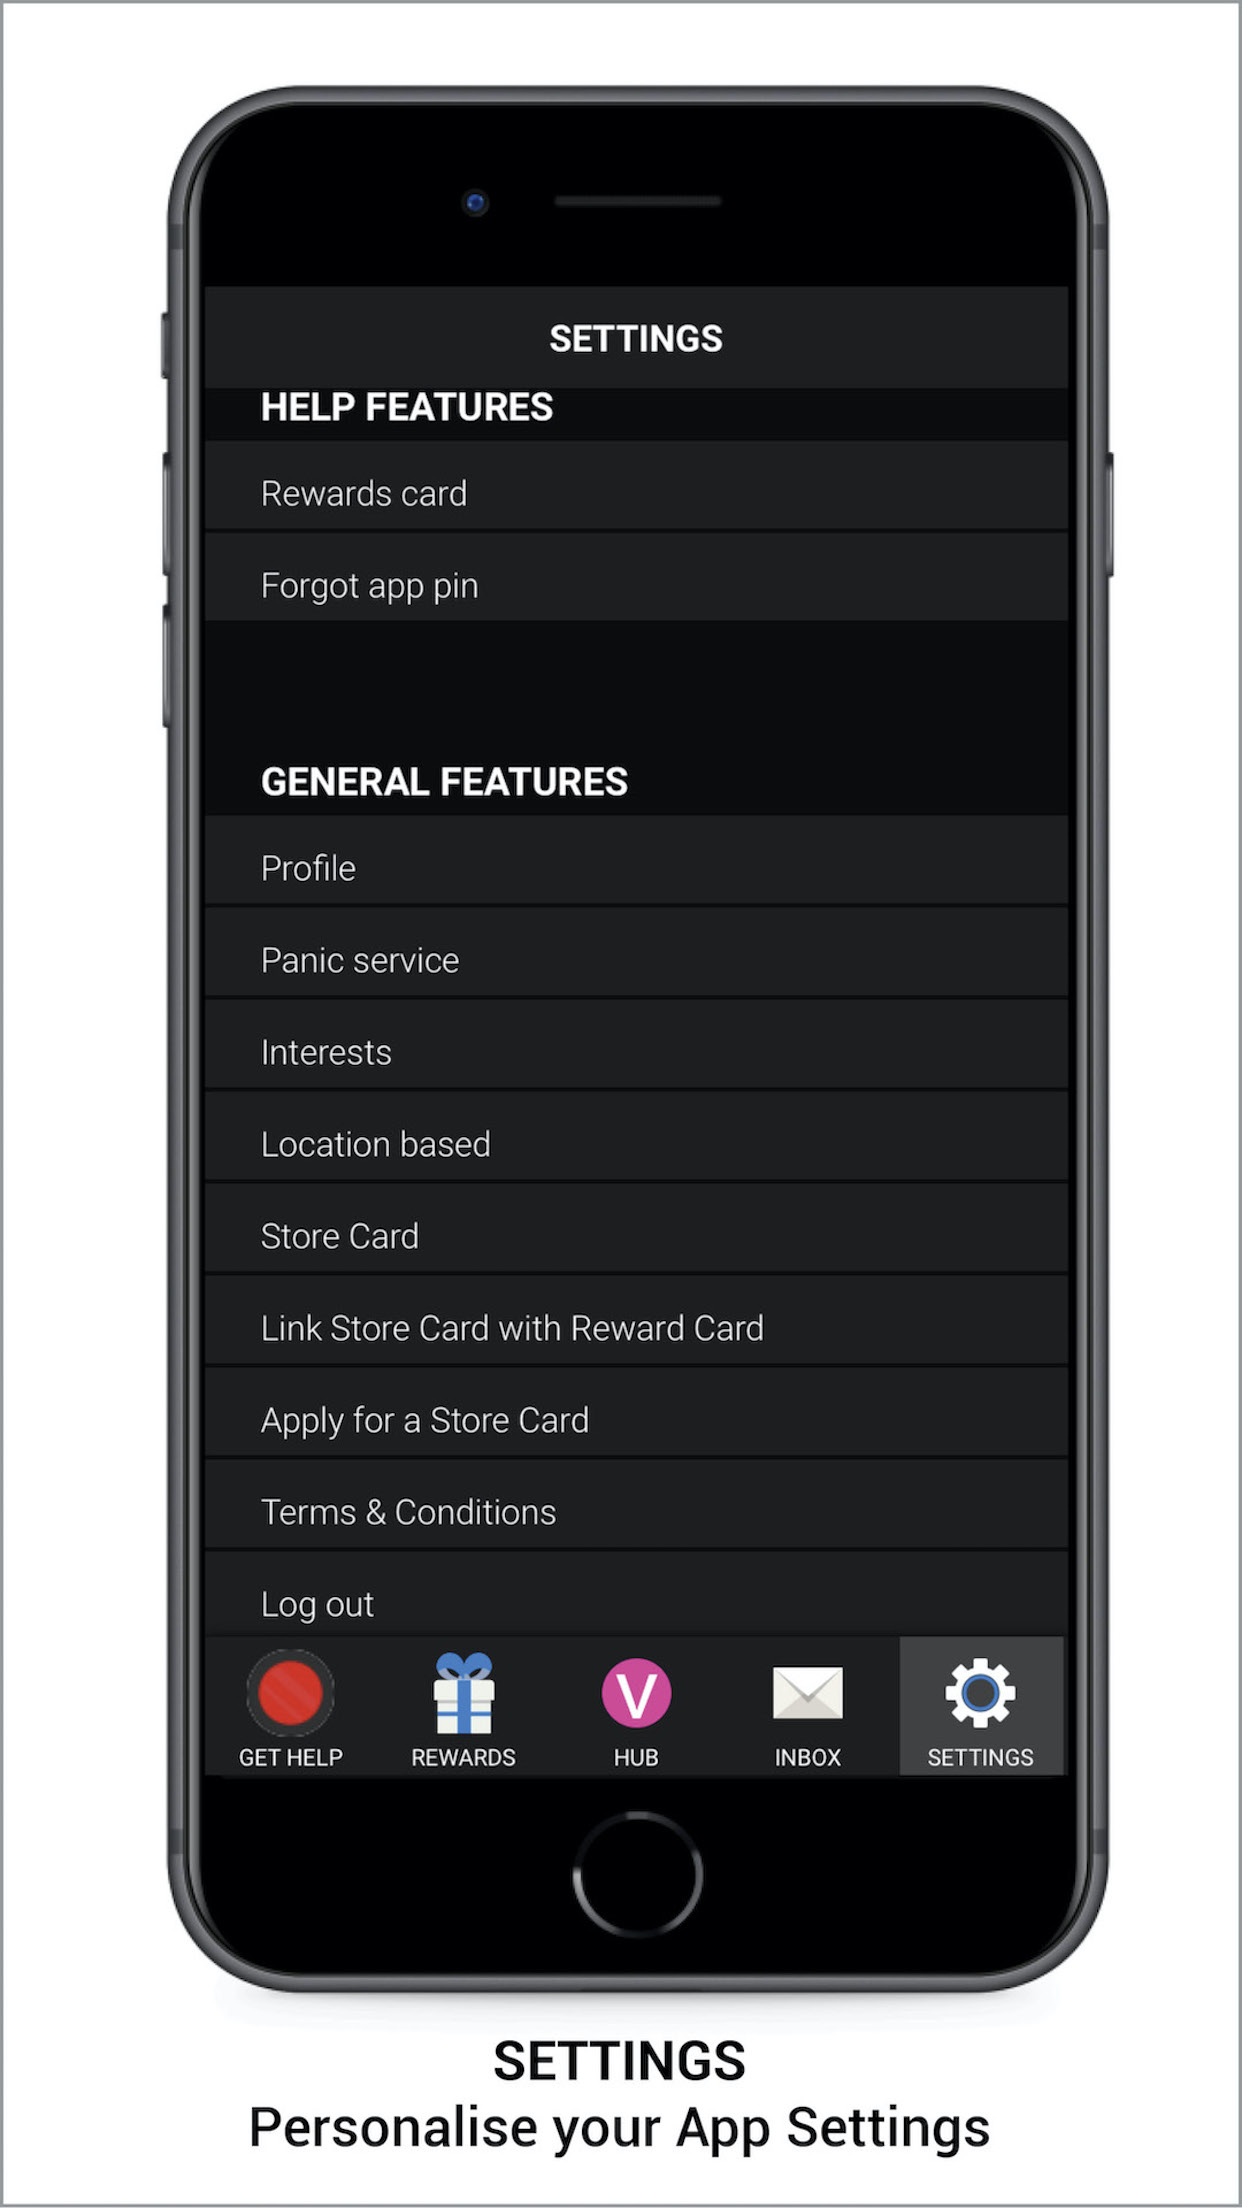 SETTINGS
HELP FEATURES
Rewards card
Forgot app pin
GENERAL FEATURES
Profile
Panic service
Interests
Location based
Store Card
Link Store Card with Reward Card
Apply for a Store Card
Terms & Conditions
Log out
V
GET HELP REWARDS HUB INBOX SETTINGS
SETTINGS
Personalise your App Settings